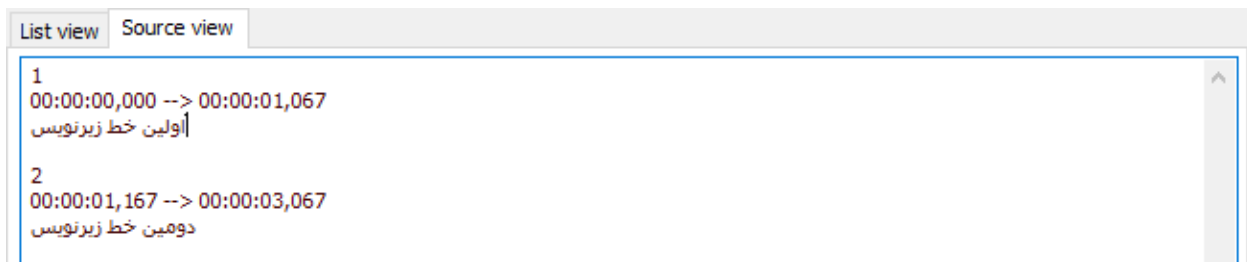 List view Source view
1
00:00:00,000 --> 00:00:01,067
اولین خط زیرنویس
2
00:00:01,167 --> 00:00:03,067
دومین خط زیرنویس